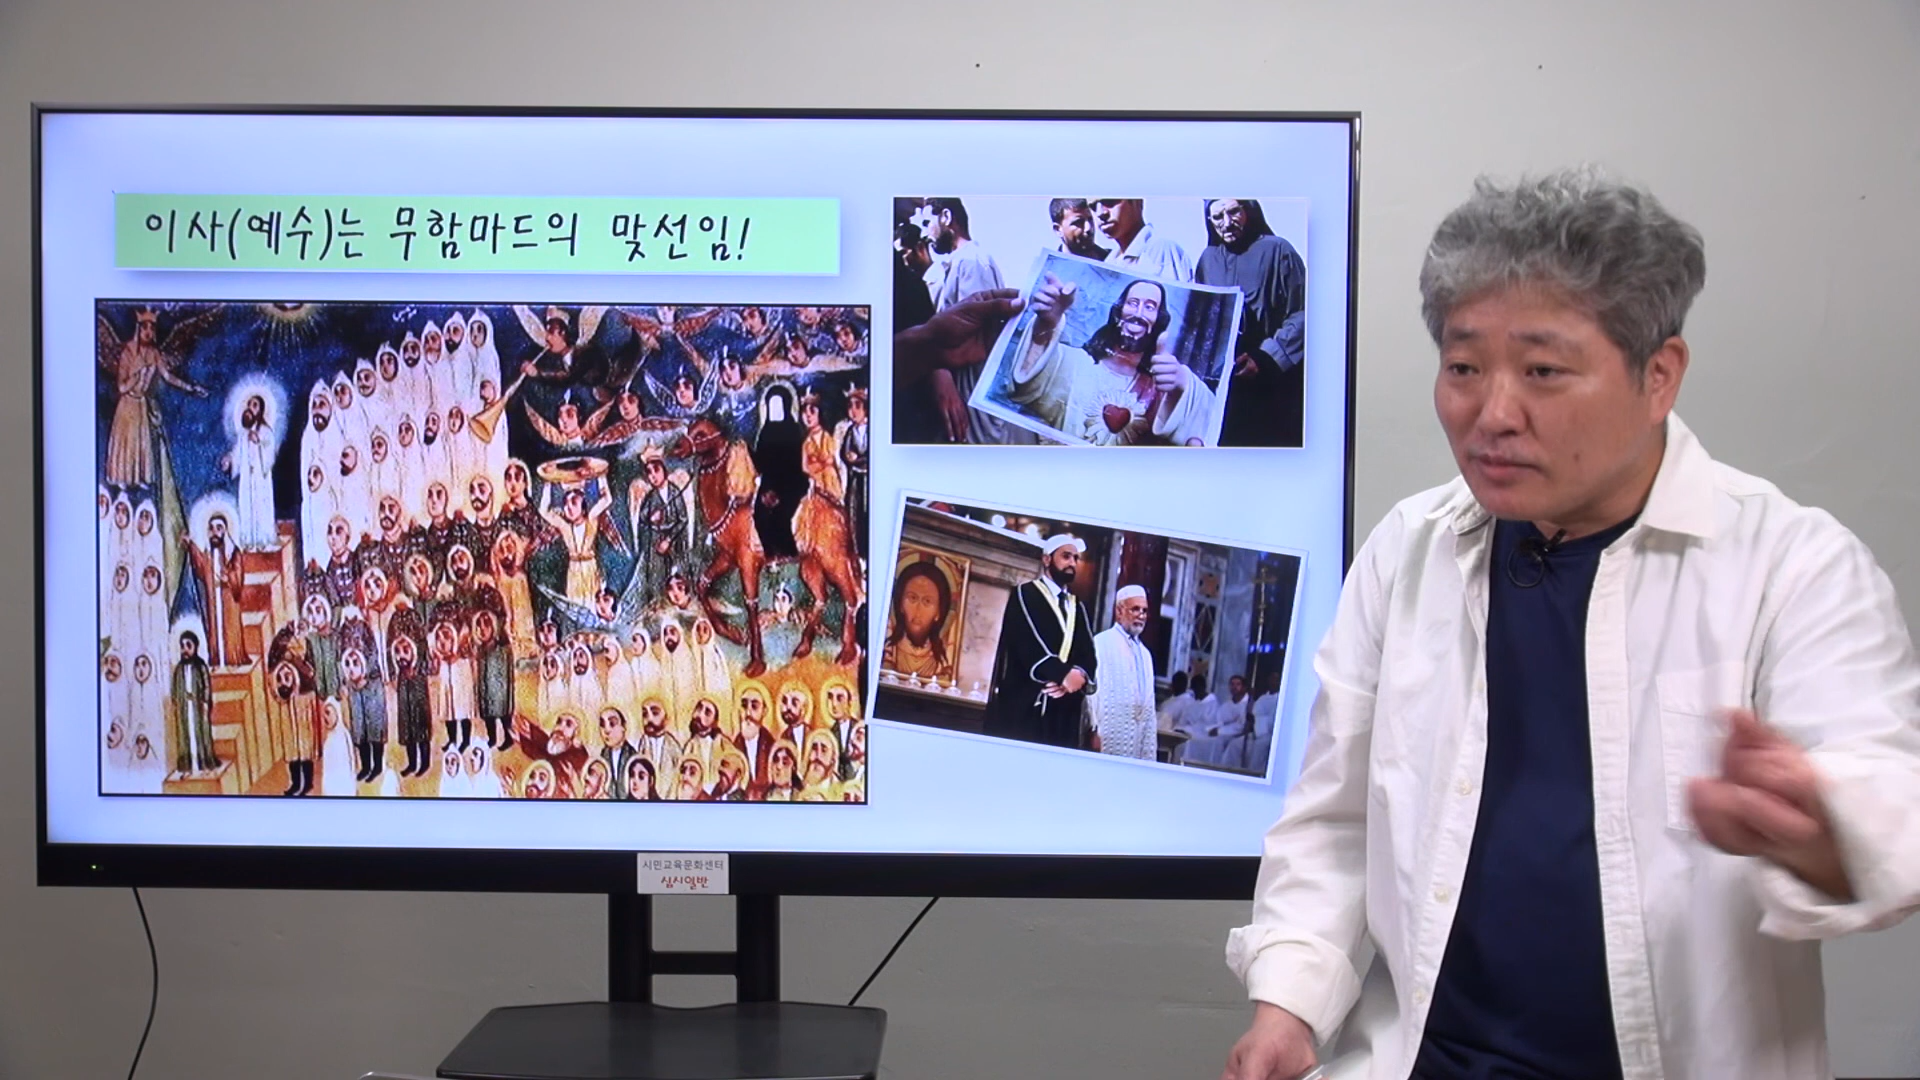 이사(예수)는 무함마드의 맞선임!
시민교육문화센터
심시일반